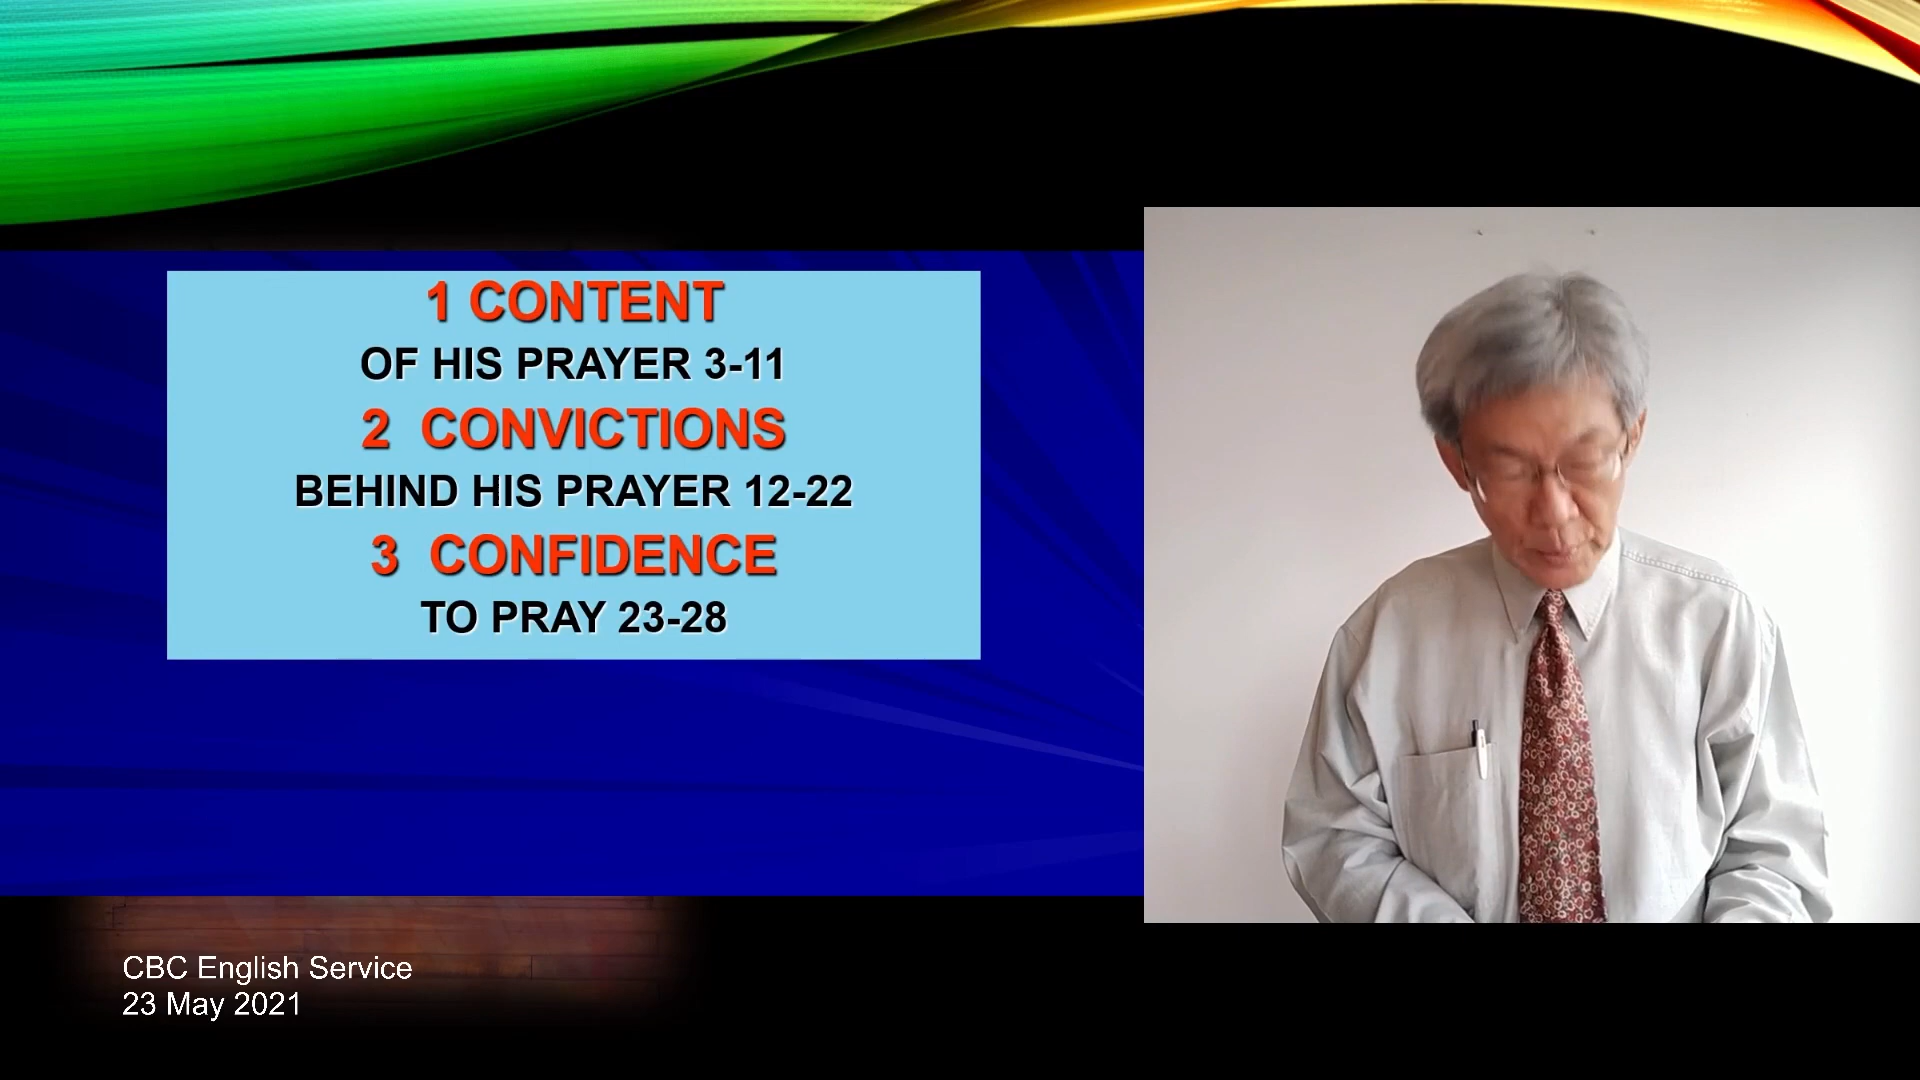 1 CONTENT
OF HIS PRAYER 3-11
2 CONVICTIONS
BEHIND HIS PRAYER 12-22
3 CONFIDENCE
TO PRAY 23-28
CBC English Service
23 May 2021